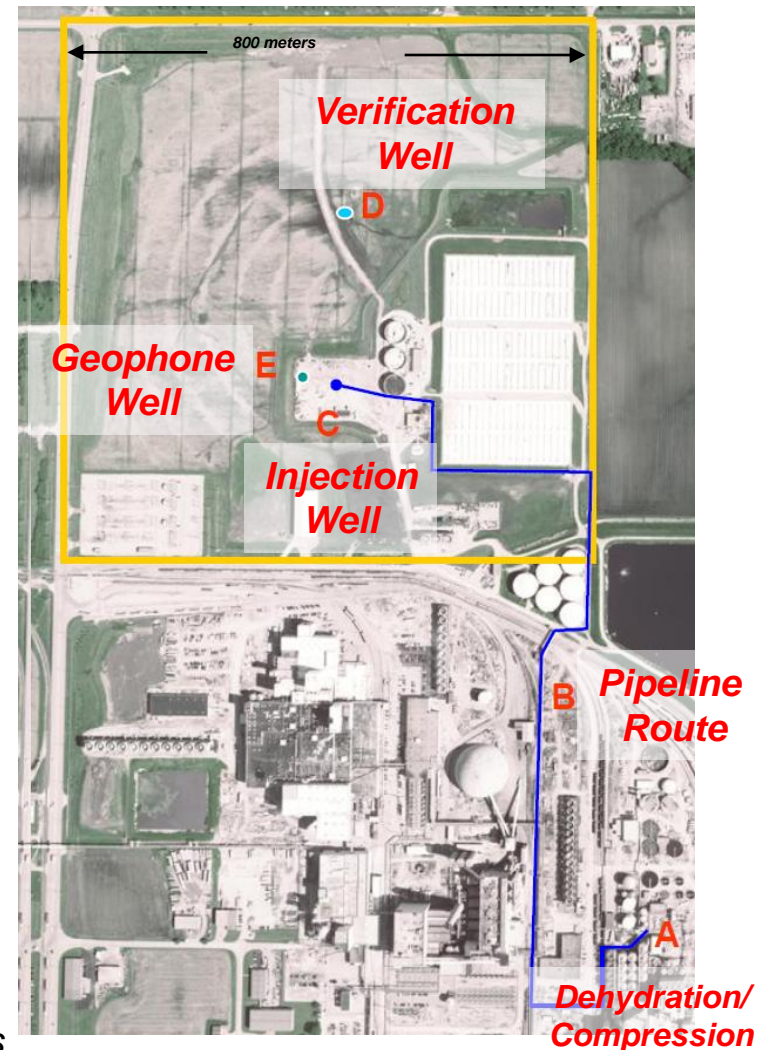 800 meters
Verification
Well
D
Geophone
Well
E
C
Injection
Well
B
Pipeline
Route
A
Dehydration/
Compression
s